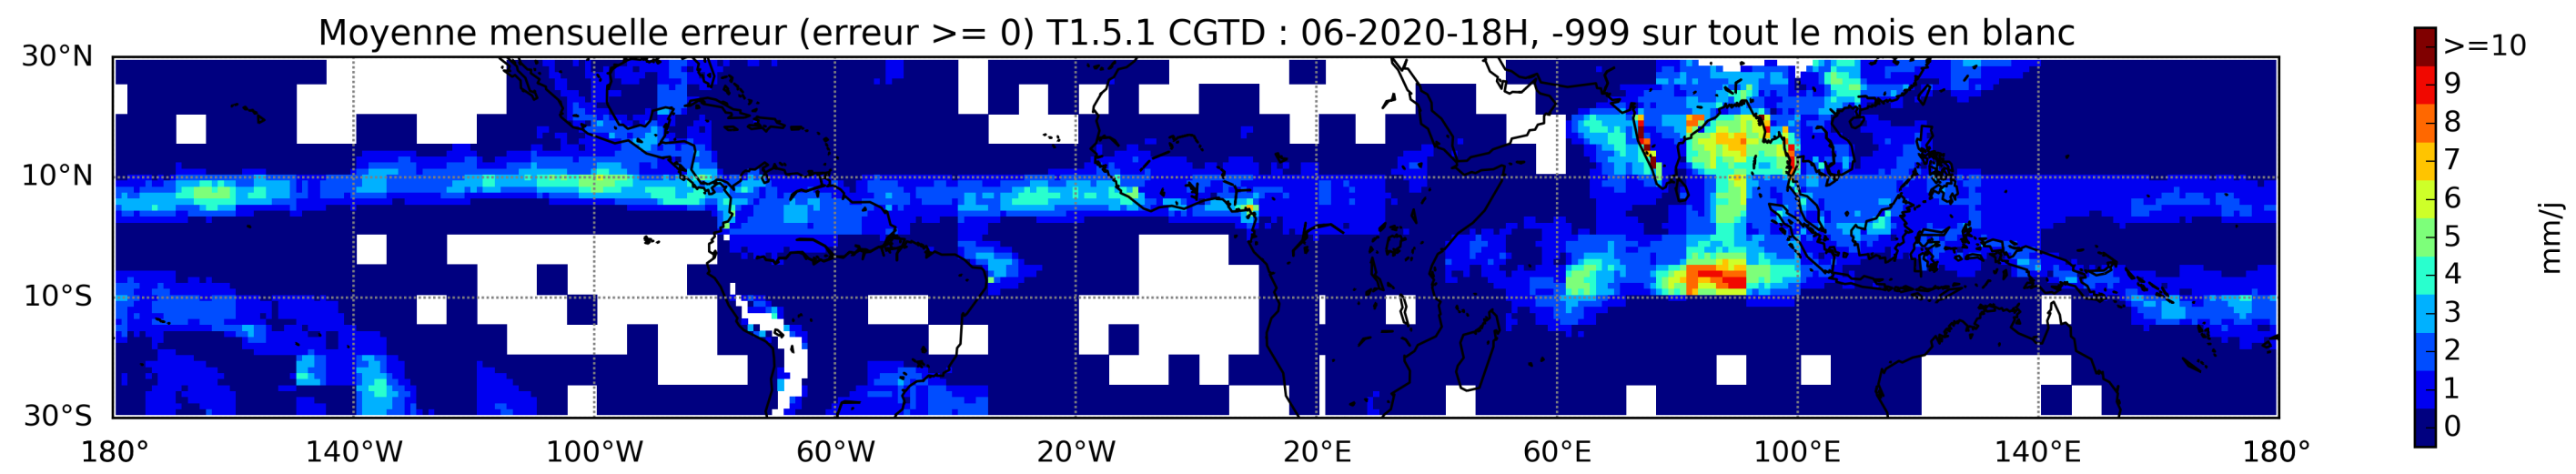 Moyenne mensuelle erreur (erreur >= 0) T1.5.1 CGTD : 06-2020-18H, -999 sur tout le mois en blanc
30°N
10°N
10°S
30°S
180° 140°W 100°W 60°W 20°W 20°E 60°E 100°E 140°E 180°
>=10
9
8
7
6
5
4
3
2
1
0
mm/j